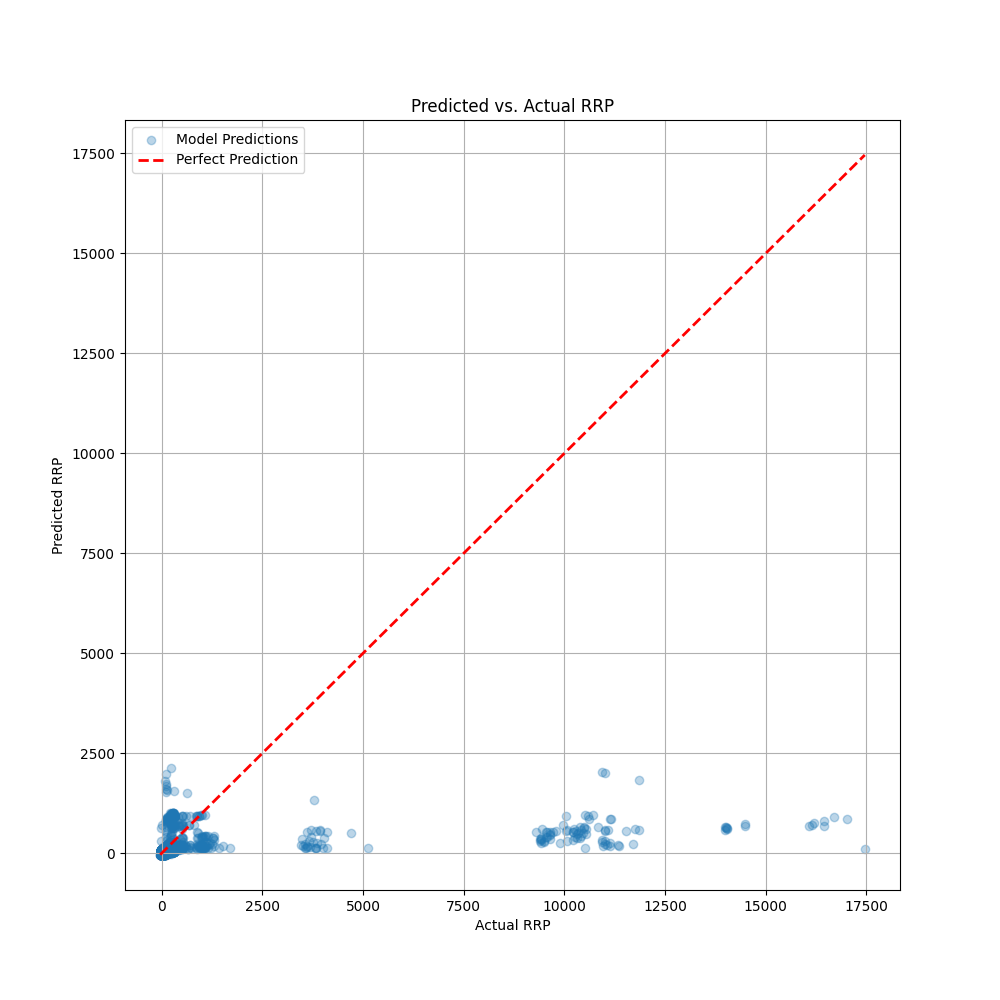 Predicted vs. Actual RRP
Model Predictions
Perfect Prediction
17500
15000
12500
10000
7500
5000
2500
0
Predicted RRP
0 2500 5000 7500 10000 12500 15000 17500
Actual RRP